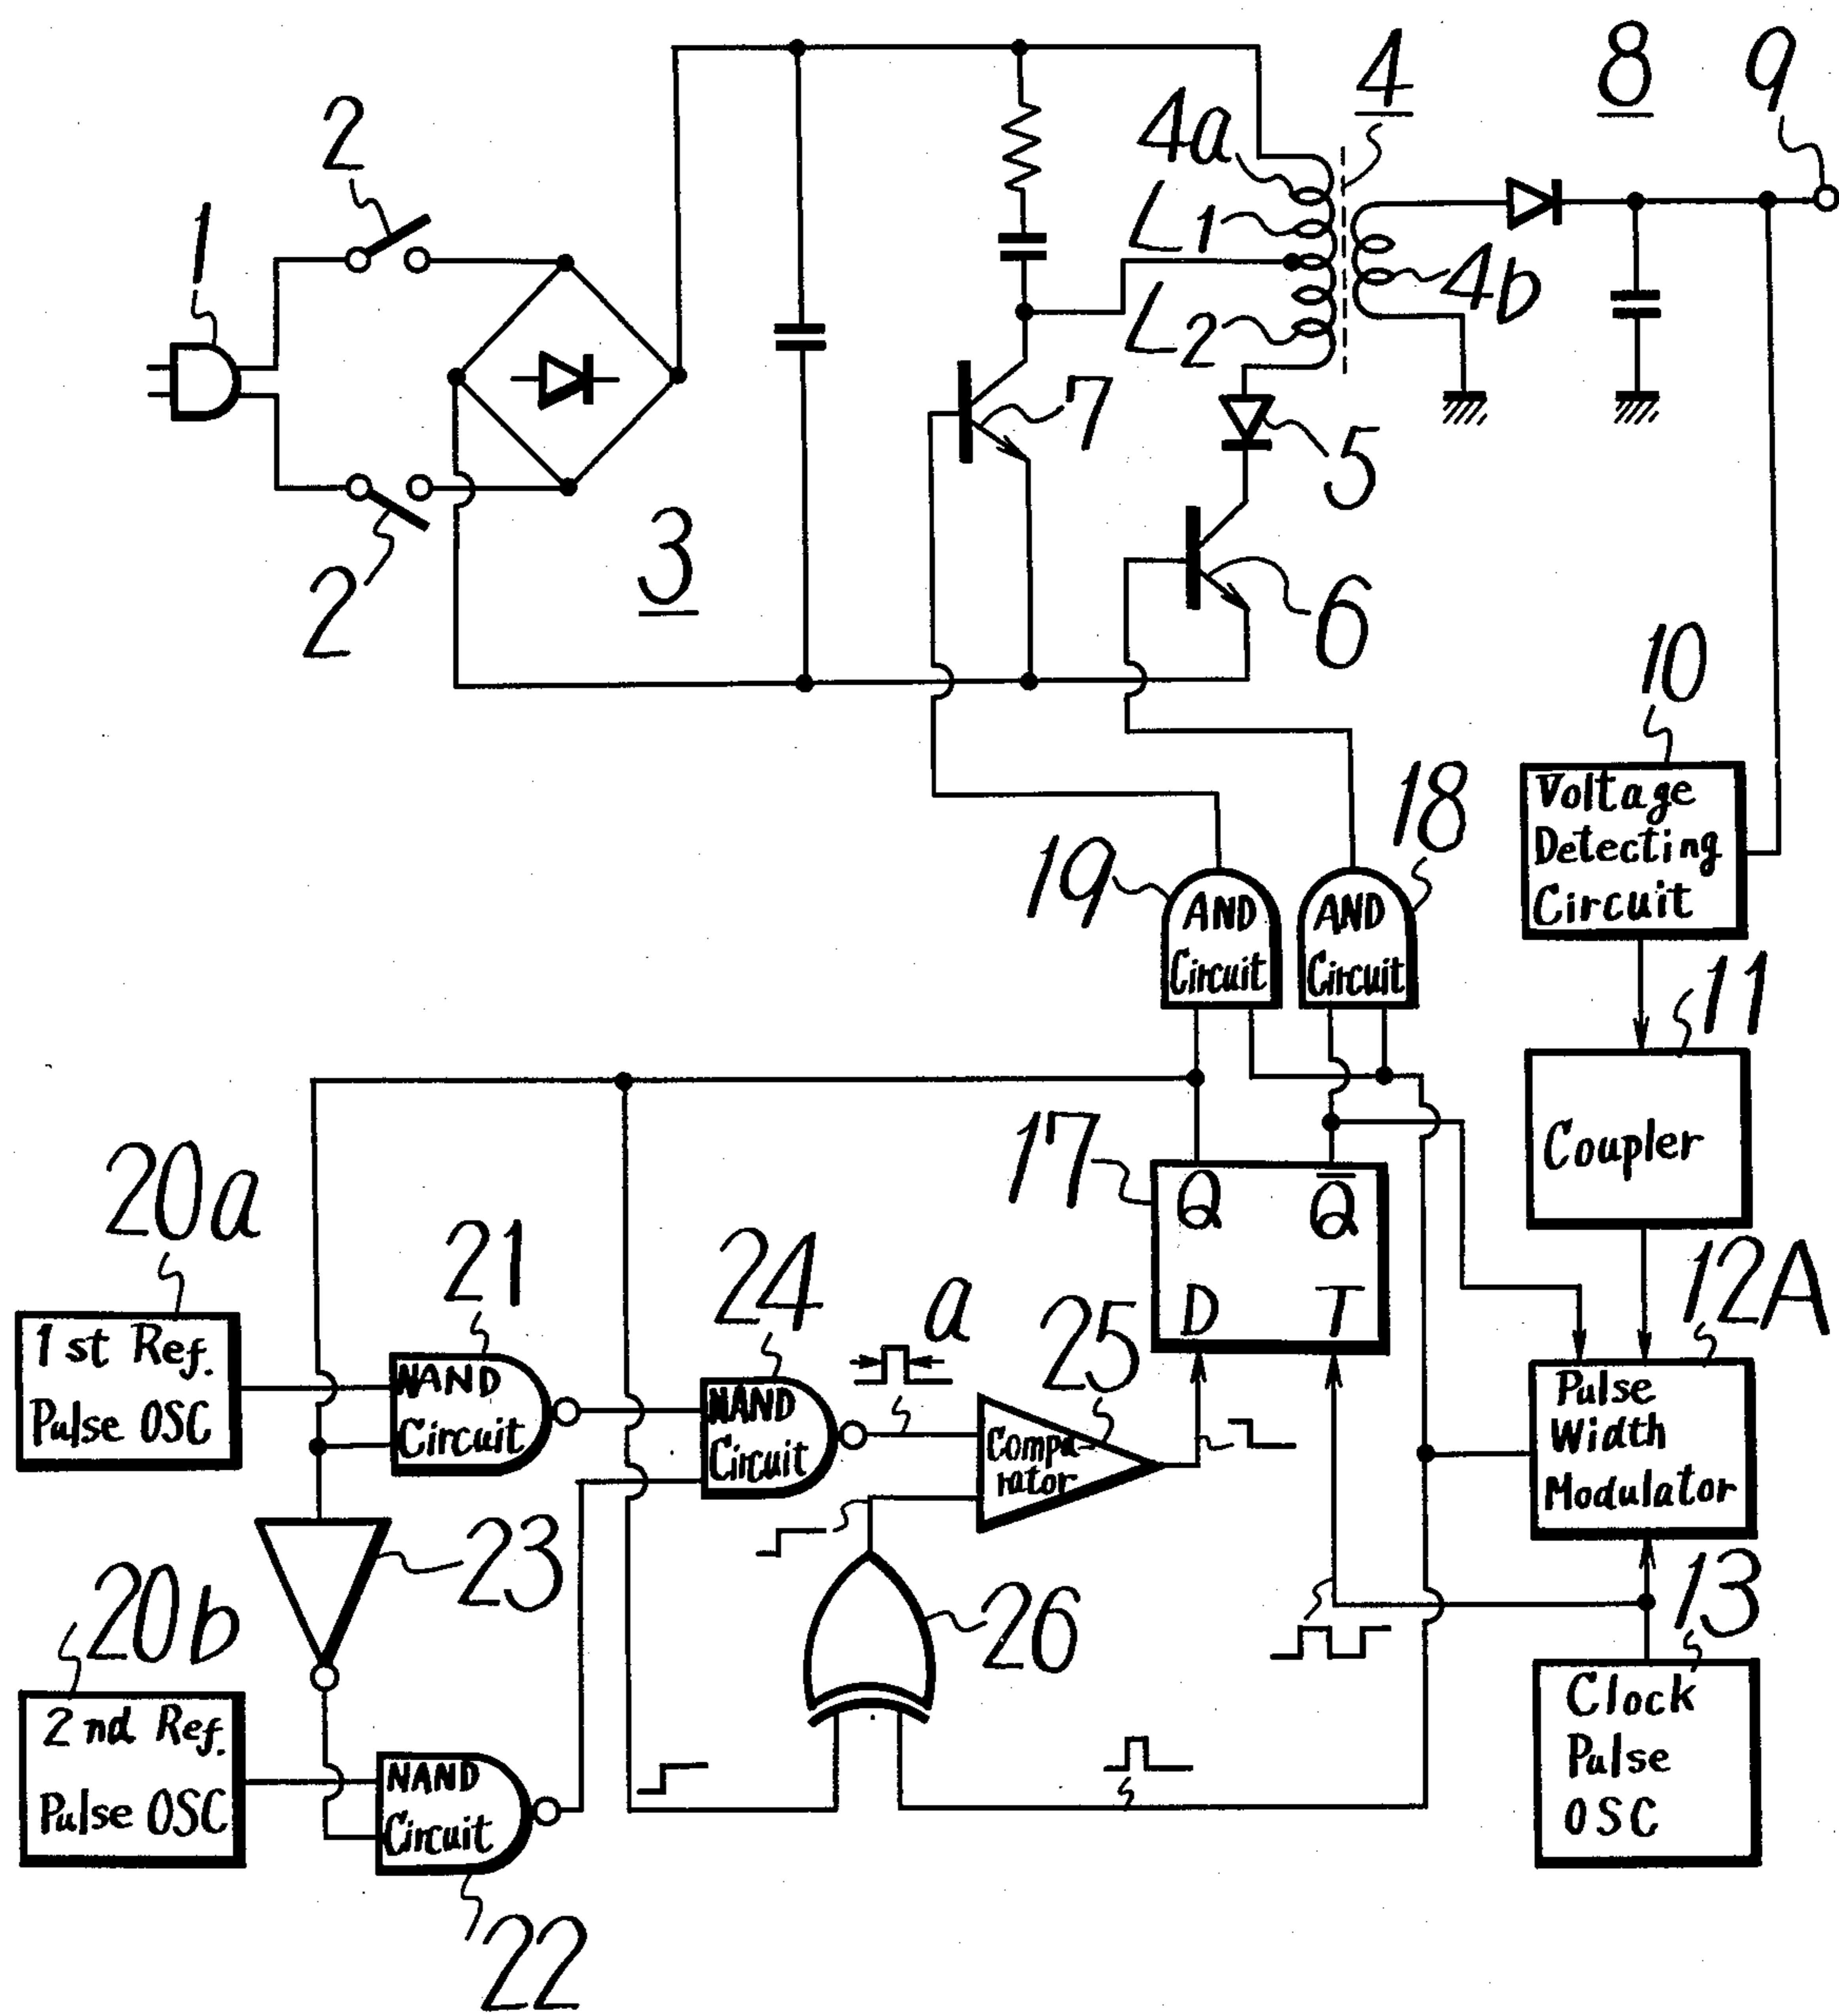 4
8
9
2
4a
L1
1
4b
L2
7
5
2
3
6
10
Voltage
Detecting
Circuit
18
19
AND
Circuit
AND
Circuit
11
17
Coupler
20a
Q
Q̅
21
24
a
25
12A
D
T
1st Ref.
Pulse OSC
NAND
Circuit
NAND
Circuit
Compa-
rator
Pulse
Width
Modulator
23
20b
26
13
2nd Ref.
Pulse OSC
NAND
Circuit
Clock
Pulse
OSC
22